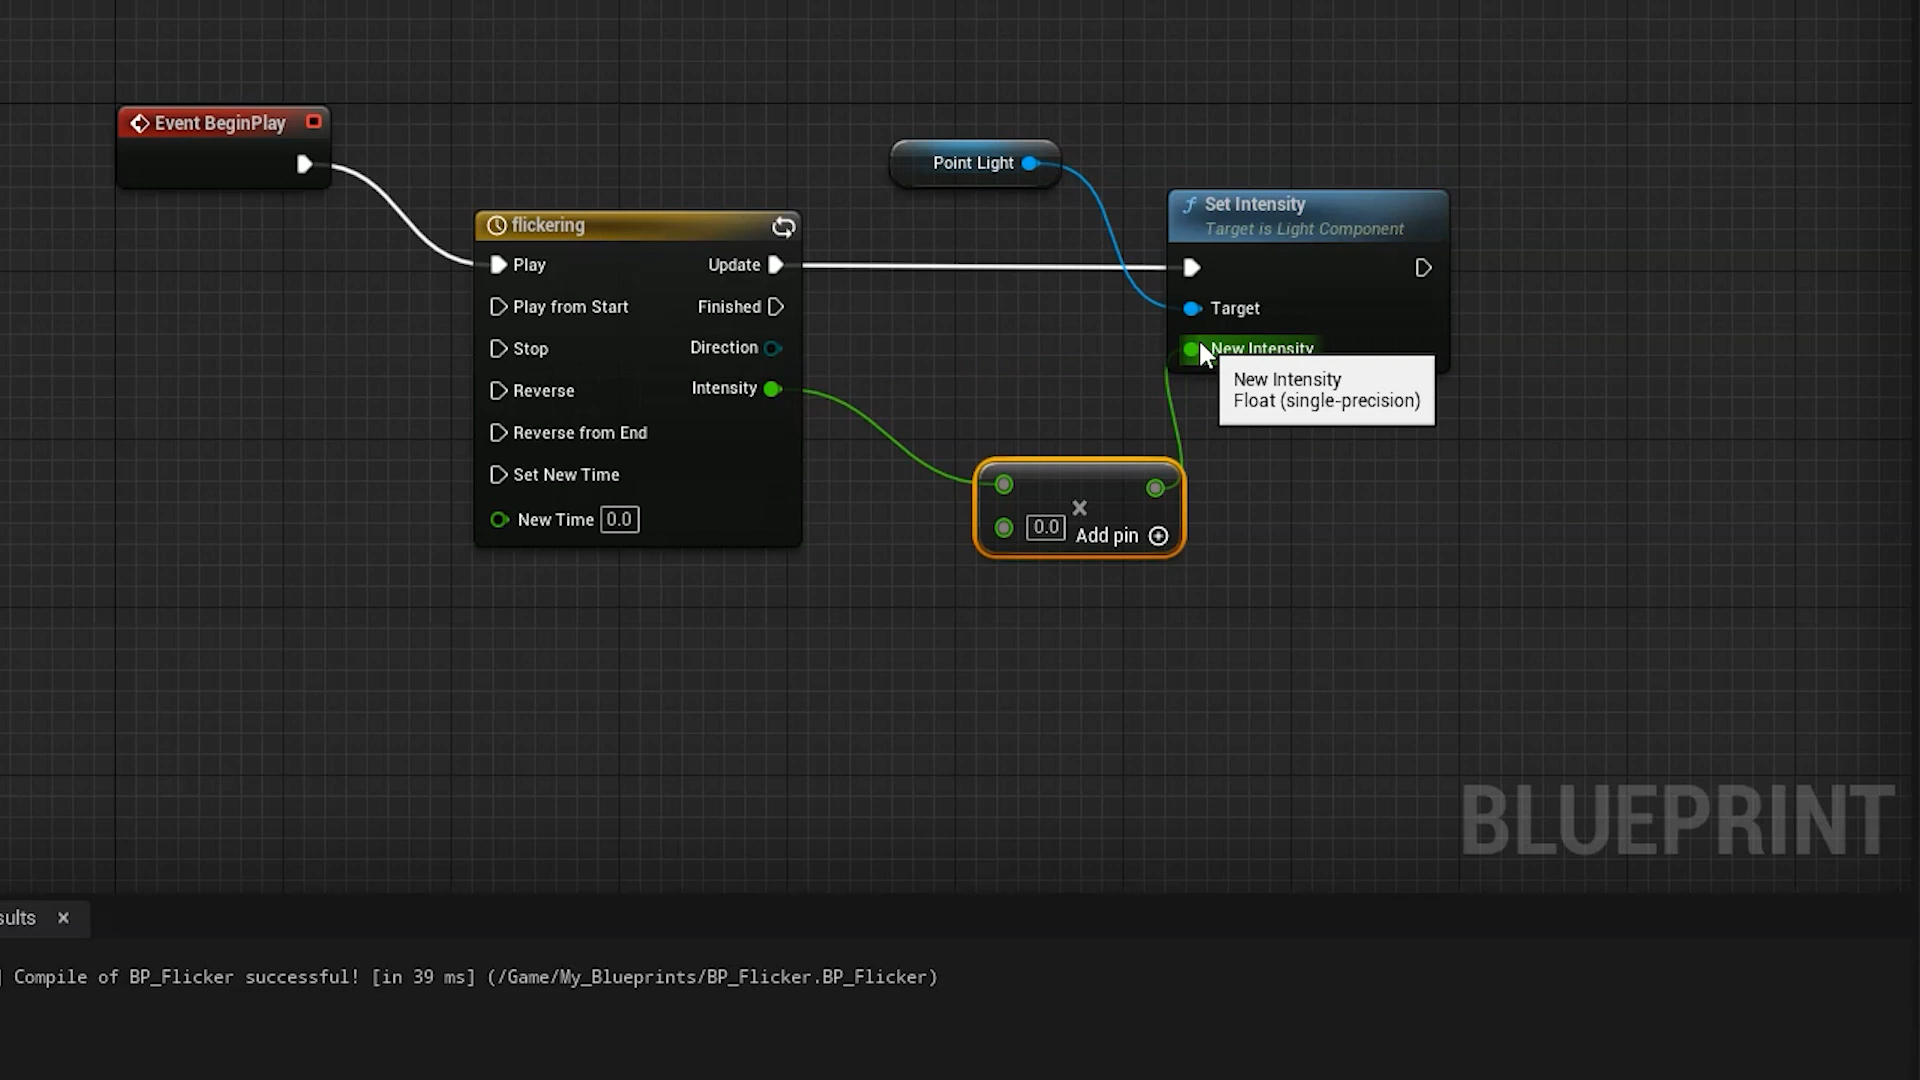 Event BeginPlay
Point Light
Set Intensity
Target is Light Component
flickering
Play
Update
Play from Start
Finished
Target
Stop
Direction
New Intensity
Reverse
Intensity
New Intensity
Float (single-precision)
Reverse from End
Set New Time
New Time 0.0
0.0
Add pin
BLUEPRINT
sults
Compile of BP_Flicker successful! [in 39 ms] (/Game/My_Blueprints/BP_Flicker.BP_Flicker)